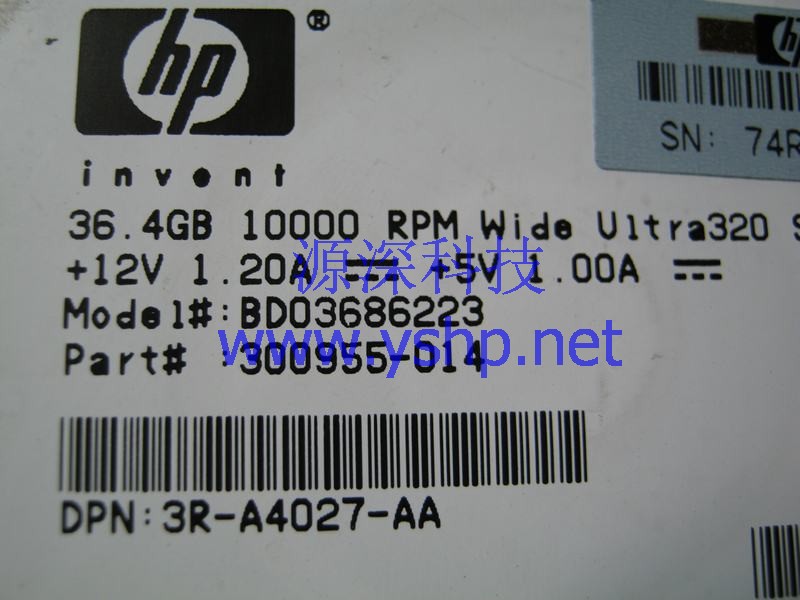 hp ®
invent
hp
SN: 74R
36.4GB 10000 RPM Wide Ultra320 S
+12V 1.20A +5V 1.00A
源深科技
Model#:BD03686223
Part# :300955-014
www.yshp.net
DPN:3R-A4027-AA